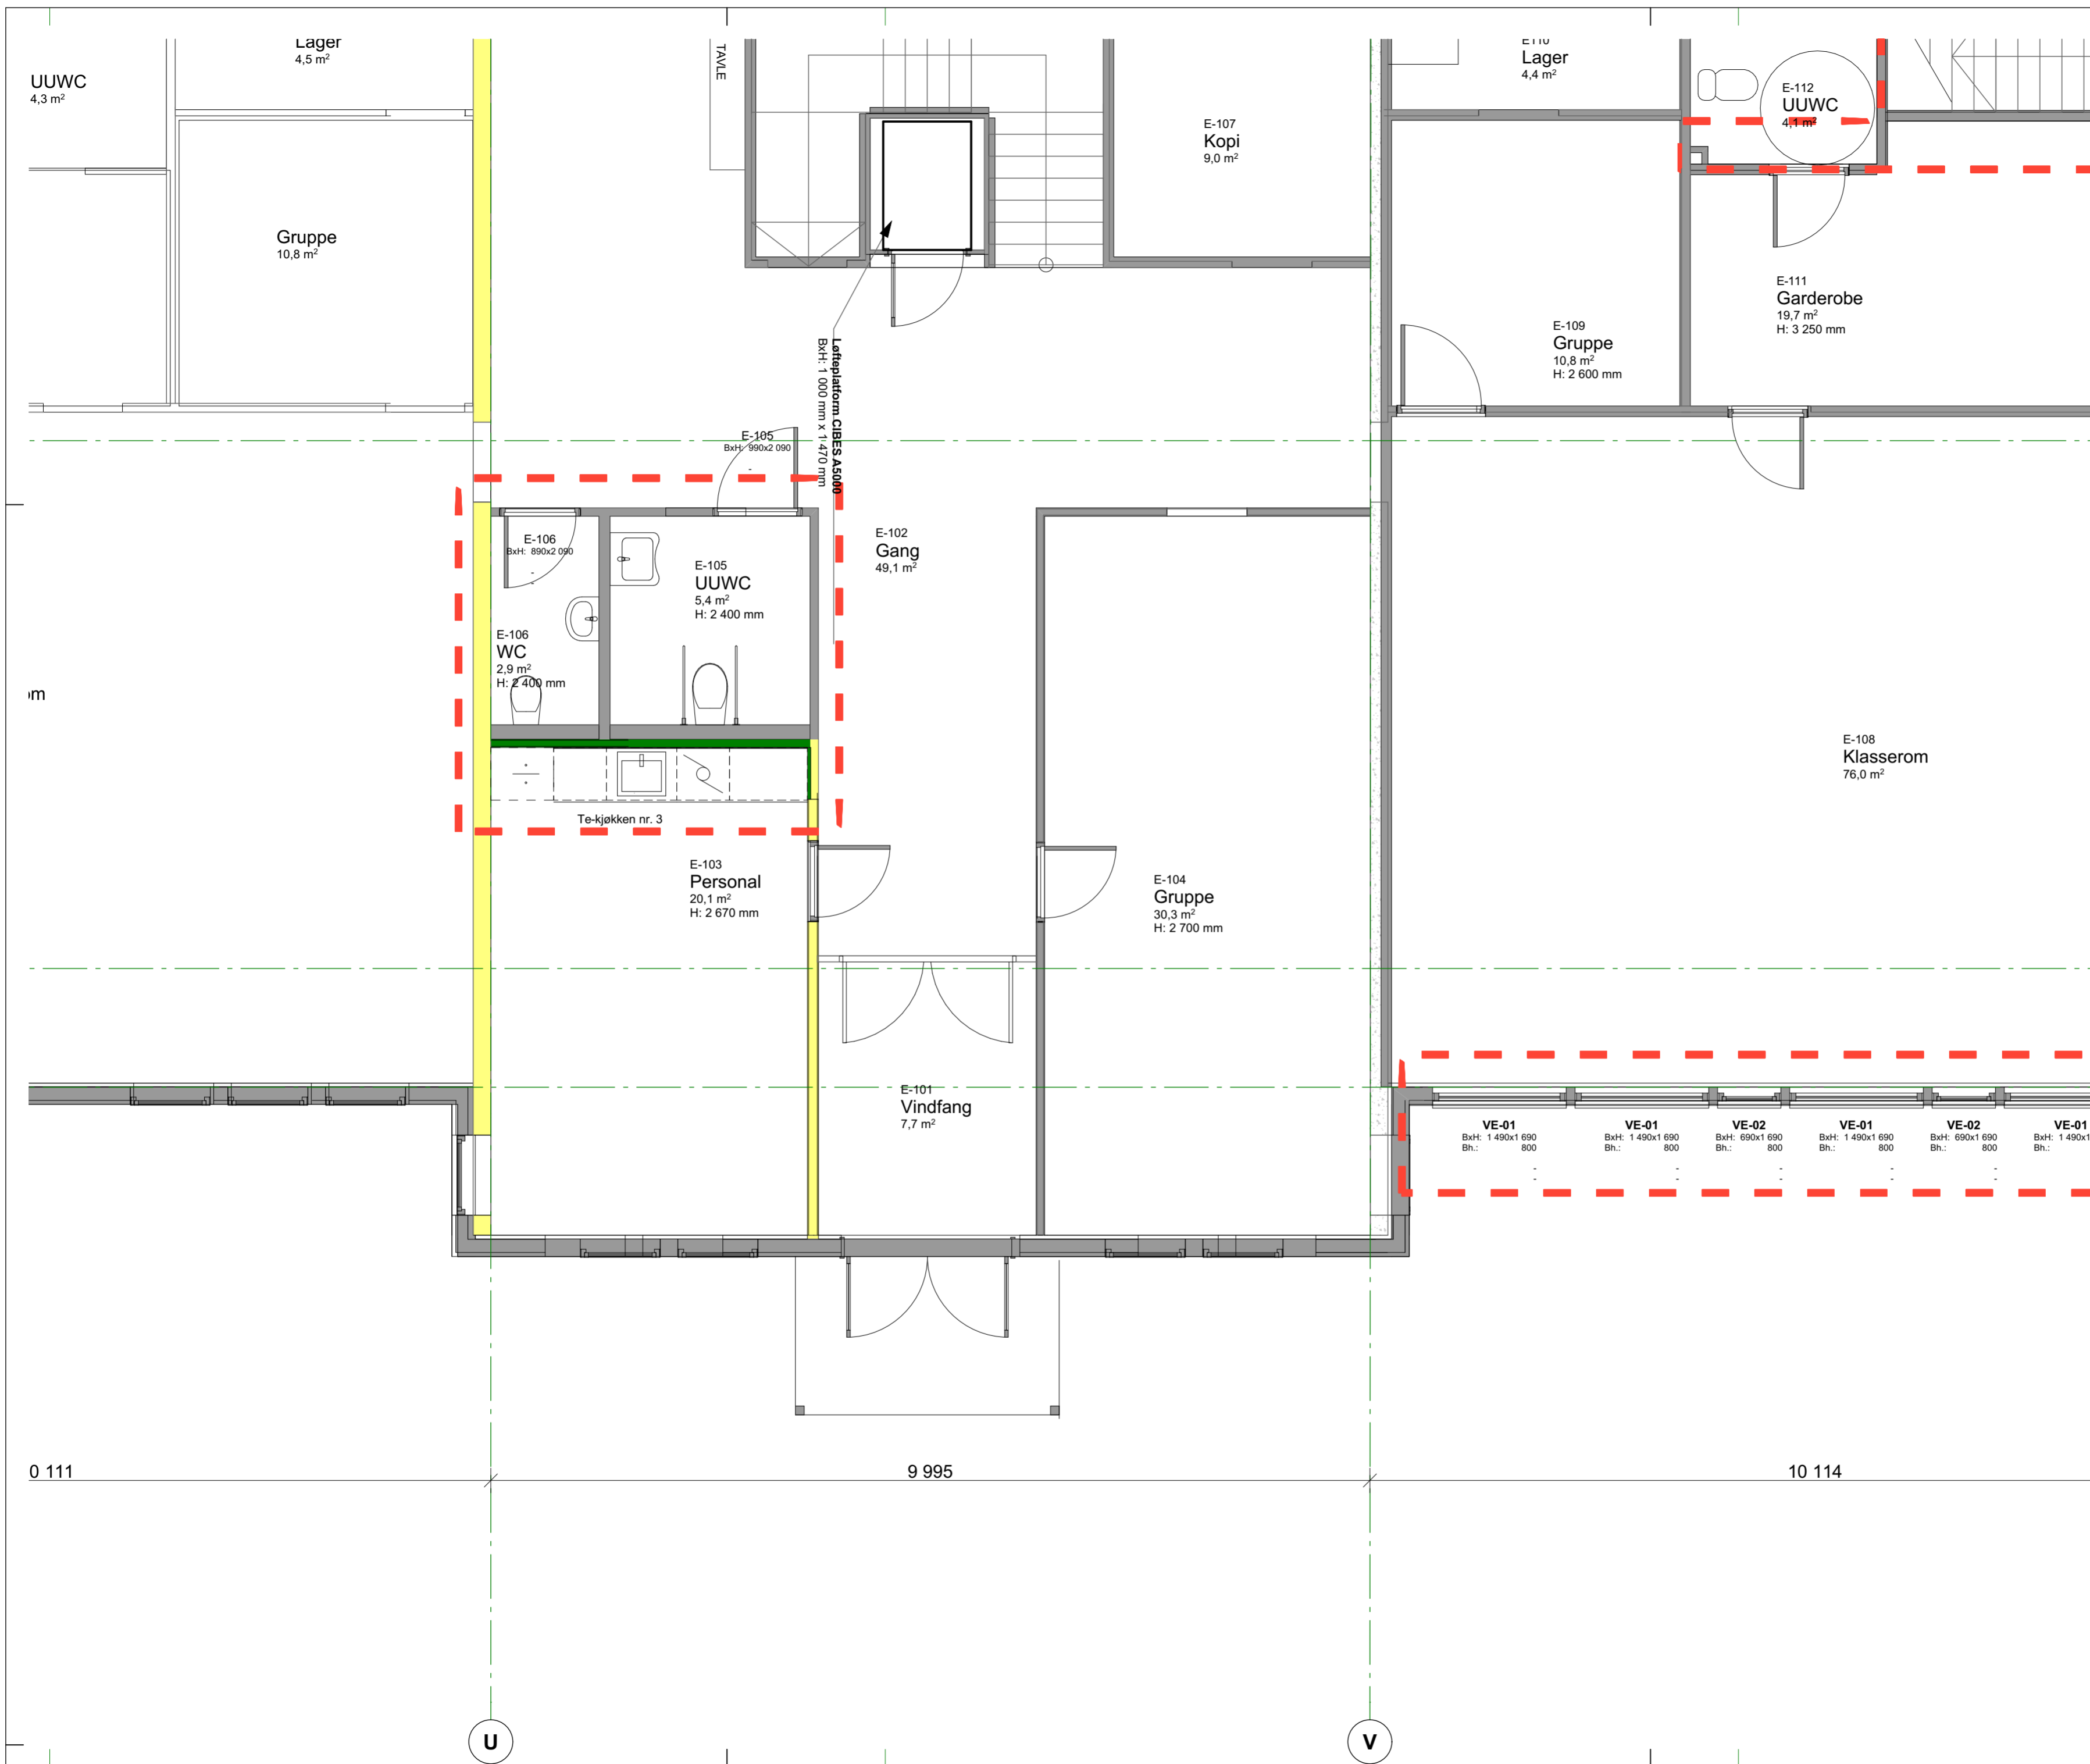 Lager
4,5 m²
UUWC
4,3 m²
TAVLE
Gruppe
10,8 m²
E-107
Kopi
9,0 m²
E110
Lager
4,4 m²
E-112
UUWC
4,1 m²
E-111
Garderobe
19,7 m²
H: 3 250 mm
E-109
Gruppe
10,8 m²
H: 2 600 mm
Løfteplatform CIBES A5000
BxH: 1 000 mm x 1 470 mm
E-105
BxH: 990x2 090
-
E-106
BxH: 890x2 090
-
-
E-102
Gang
49,1 m²
E-105
UUWC
5,4 m²
H: 2 400 mm
E-106
WC
2,9 m²
H: 2 400 mm
E-108
Klasserom
76,0 m²
Te-kjøkken nr. 3
E-103
Personal
20,1 m²
H: 2 670 mm
E-104
Gruppe
30,3 m²
H: 2 700 mm
E-101
Vindfang
7,7 m²
VE-01
BxH: 1 490x1 690
Bh.: 800
-
-
VE-01
BxH: 1 490x1 690
Bh.: 800
-
-
VE-02
BxH: 690x1 690
Bh.: 800
-
-
VE-01
BxH: 1 490x1 690
Bh.: 800
-
-
VE-02
BxH: 690x1 690
Bh.: 800
-
-
VE-01
BxH: 1 490x1
Bh.:
0 111
9 995
10 114
U
V